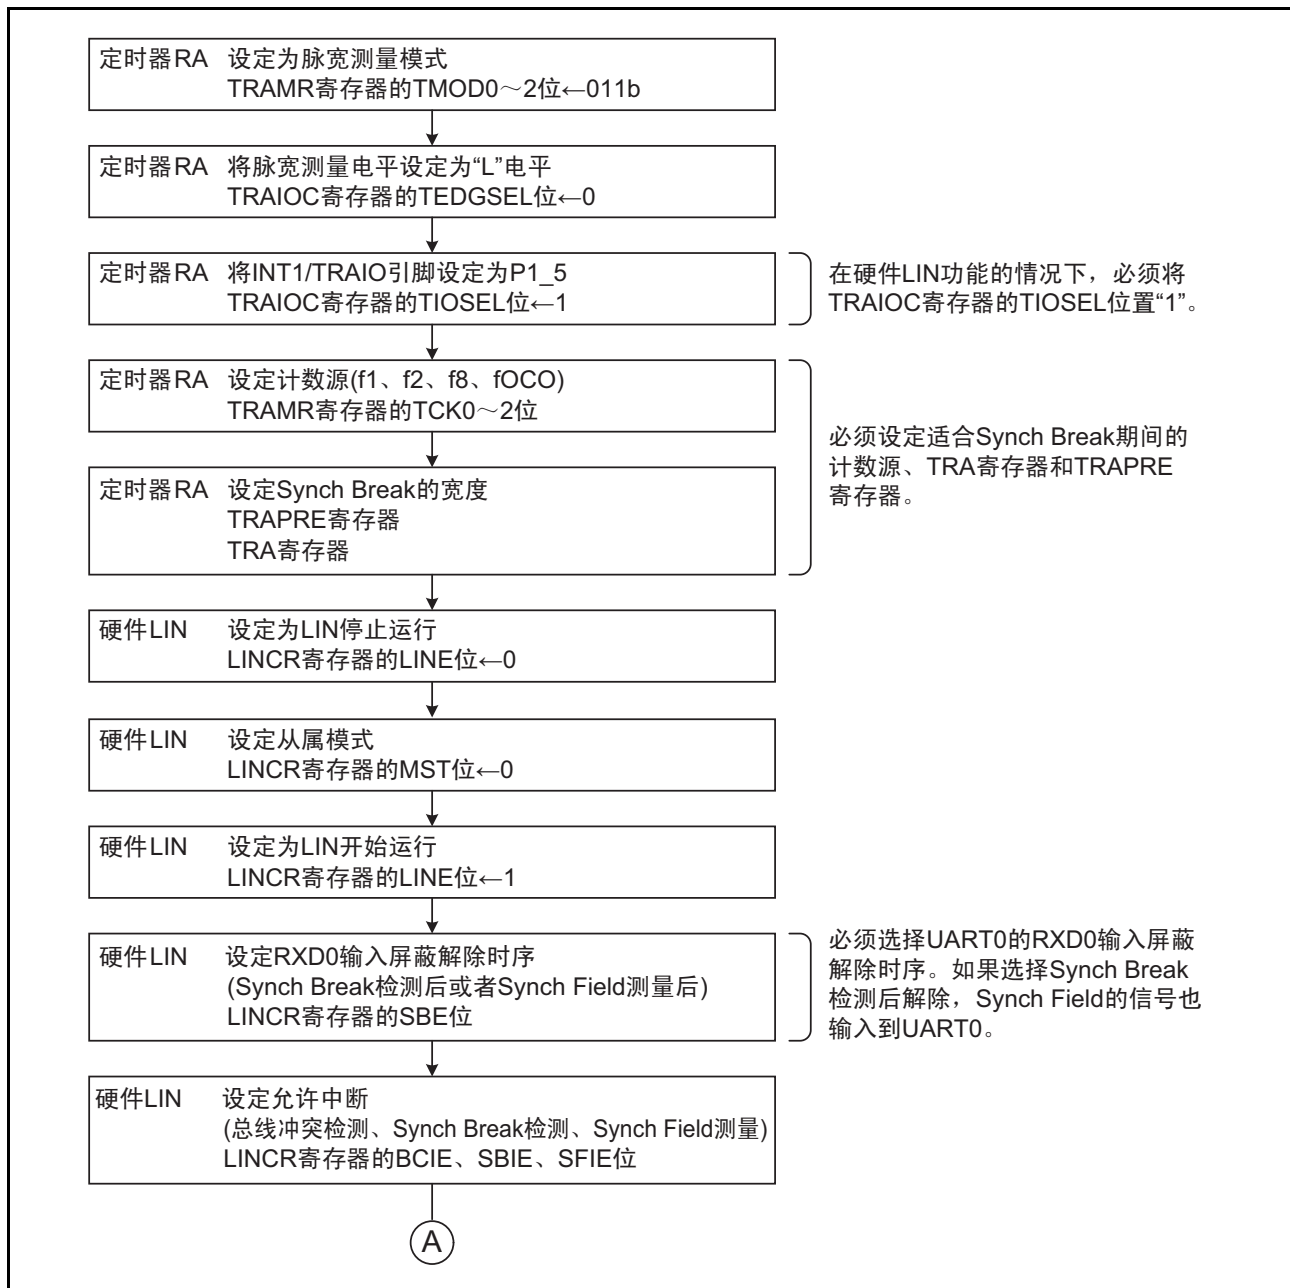 定时器RA 设定为脉宽测量模式
TRAMR寄存器的TMOD0～2位←011b
定时器RA 将脉宽测量电平设定为“L”电平
TRAIOC寄存器的TEDGSEL位←0
定时器RA 将INT1/TRAIO引脚设定为P1_5
TRAIOC寄存器的TIOSEL位←1
在硬件LIN功能的情况下，必须将
TRAIOC寄存器的TIOSEL位置“1”。
定时器RA 设定计数源(f1、f2、f8、fOCO)
TRAMR寄存器的TCK0～2位
定时器RA 设定Synch Break的宽度
TRAPRE寄存器
TRA寄存器
必须设定适合Synch Break期间的
计数源、TRA寄存器和TRAPRE
寄存器。
硬件LIN 设定为LIN停止运行
LINCR寄存器的LINE位←0
硬件LIN 设定从属模式
LINCR寄存器的MST位←0
硬件LIN 设定为LIN开始运行
LINCR寄存器的LINE位←1
硬件LIN 设定RXD0输入屏蔽解除时序
(Synch Break检测后或者Synch Field测量后)
LINCR寄存器的SBE位
必须选择UART0的RXD0输入屏蔽
解除时序。如果选择Synch Break
检测后解除，Synch Field的信号也
输入到UART0。
硬件LIN 设定允许中断
(总线冲突检测、Synch Break检测、Synch Field测量)
LINCR寄存器的BCIE、SBIE、SFIE位
A